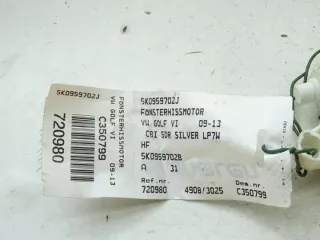 5K0959702J
FONSTERHISSMOTOR
VW GOLF VI 09-13
C350799
720980
5K0959702J
FONSTERHISSMOTOR
VW GOLF VI 09-13
CBI 5DR SILVER LP7W
HF
5K0959702B
A 31
Ref.nr. Dem.nr.
720980 4908/3025 C350799